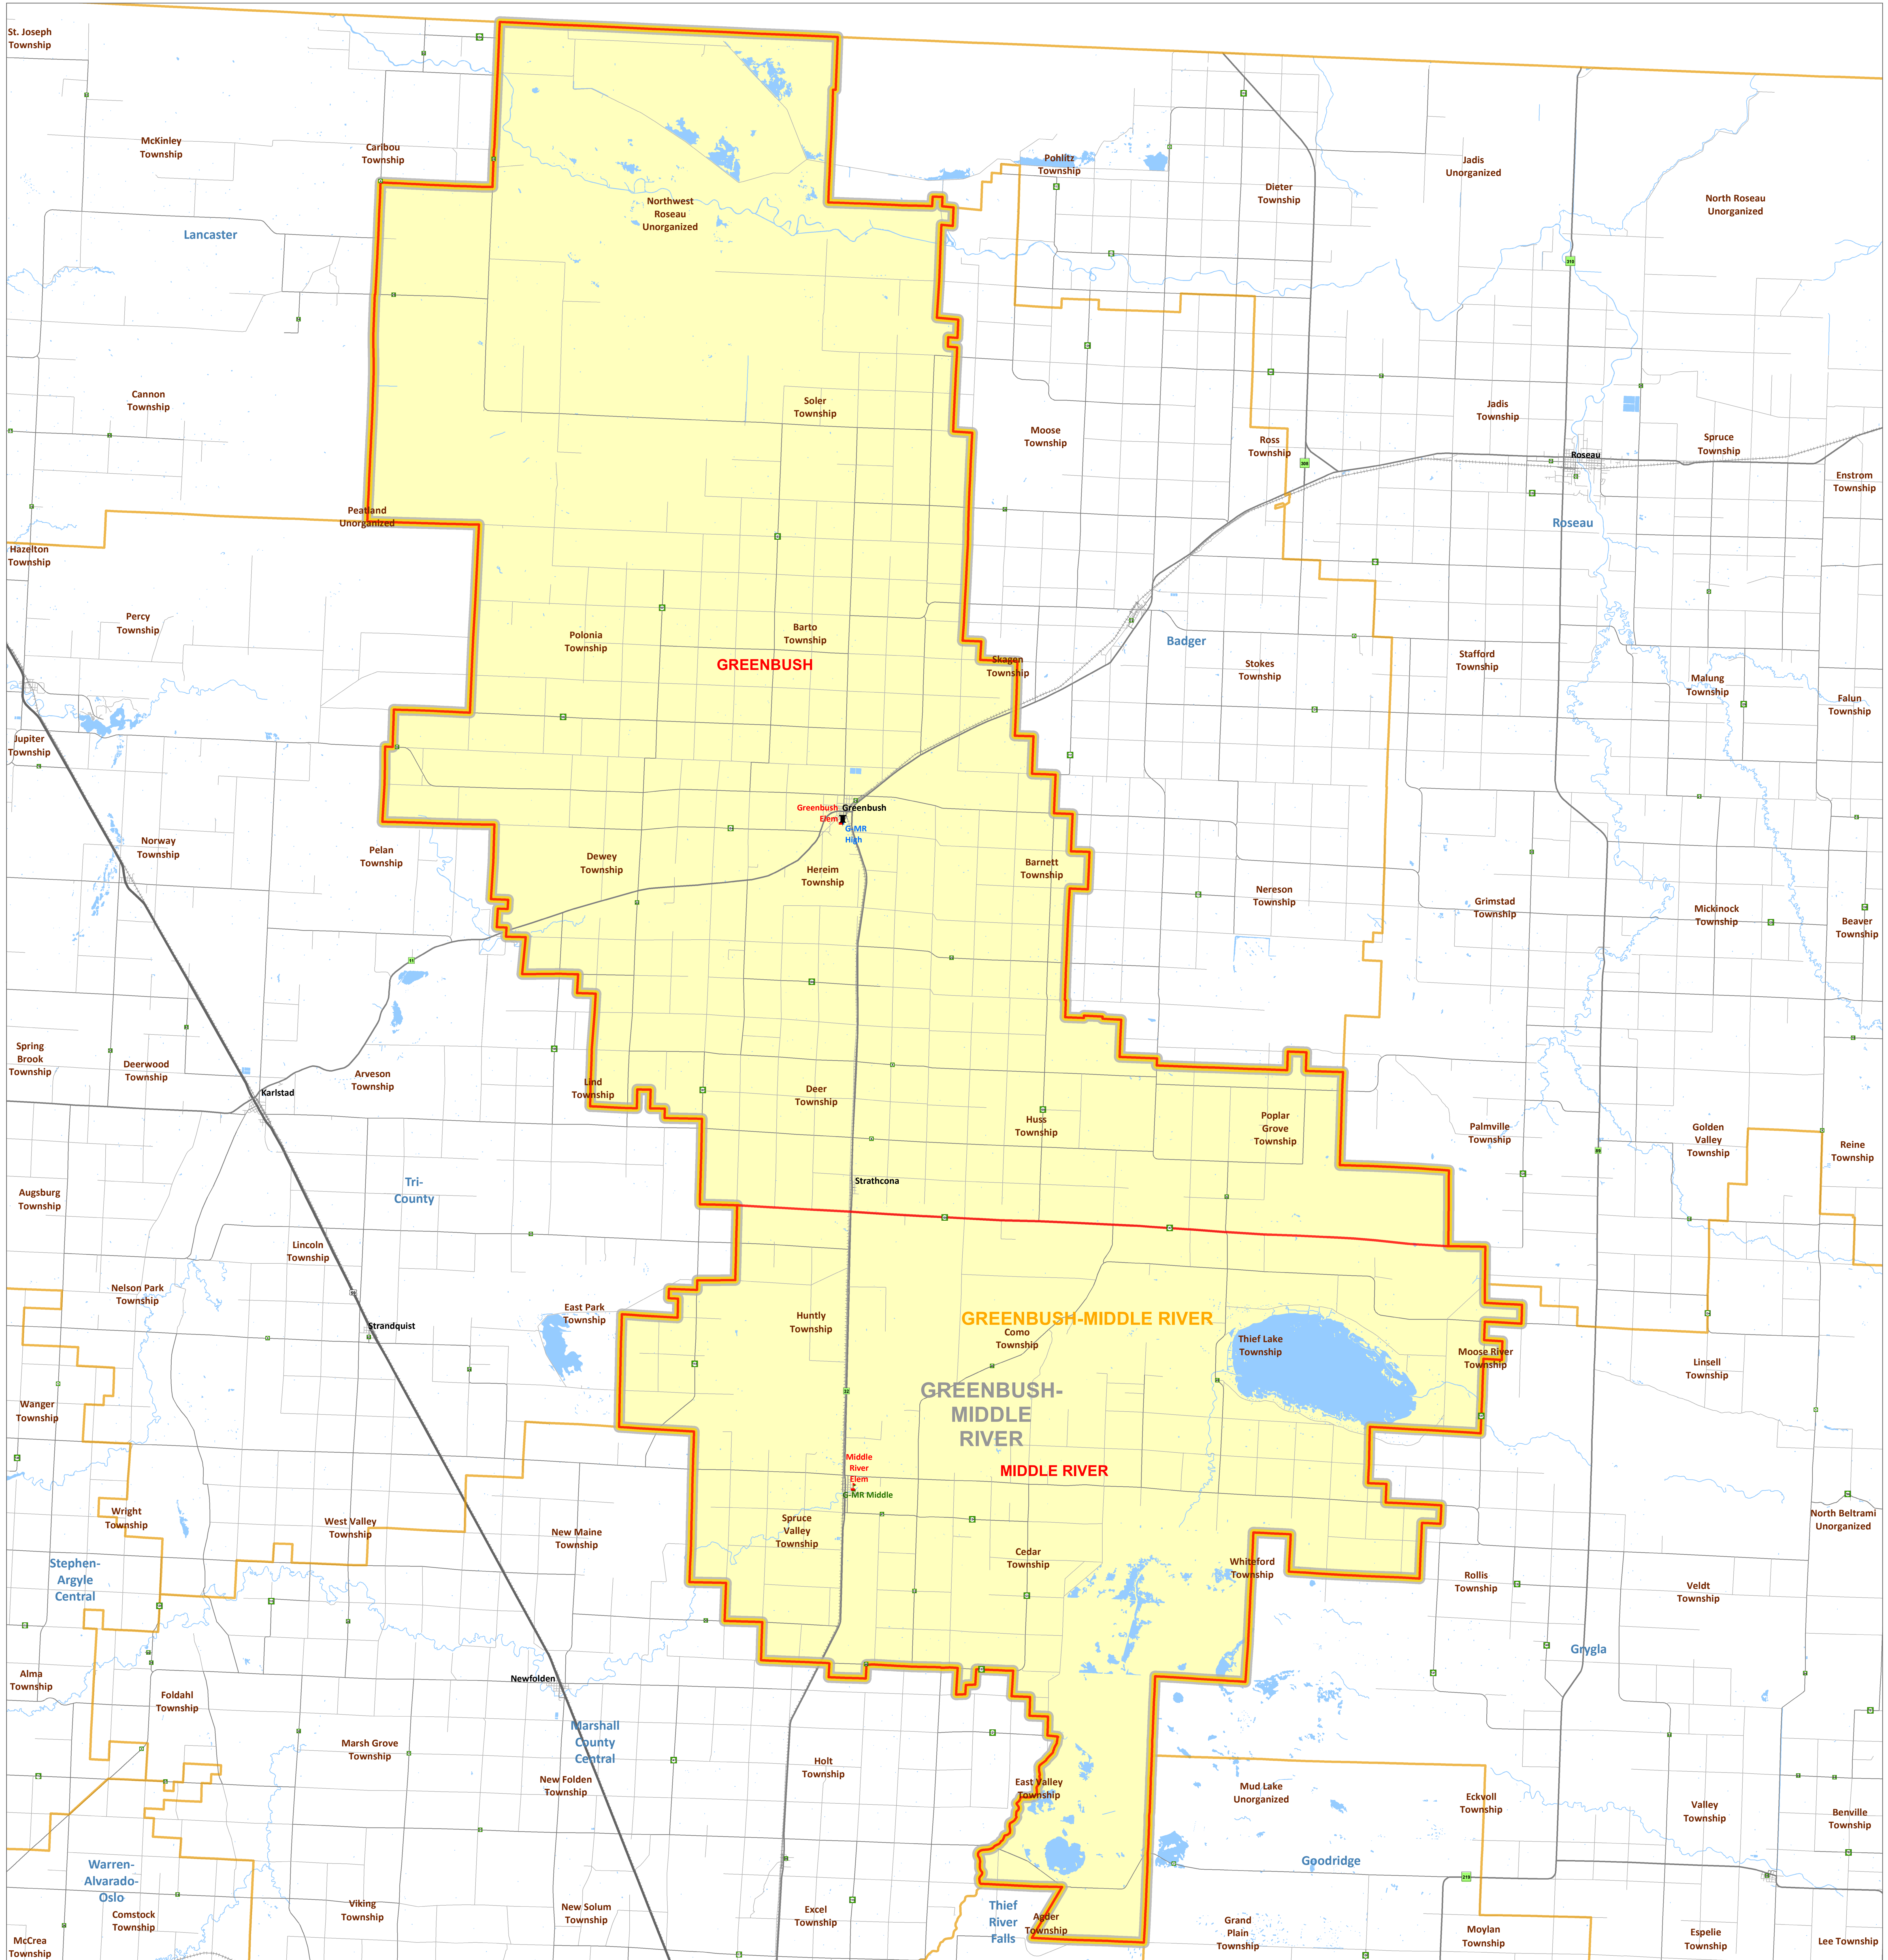 St. Joseph
Township
McKinley
Township
Caribou
Township
Pohlitz
Township
Jadis
Unorganized
Dieter
Township
North Roseau
Unorganized
Northwest
Roseau
Unorganized
Lancaster
310
Cannon
Township
Soler
Township
Moose
Township
Ross
Township
Jadis
Township
Spruce
Township
308
Roseau
Enstrom
Township
Peatland
Unorganized
Roseau
Hazelton
Township
Percy
Township
Polonia
Township
Barto
Township
GREENBUSH
Badger
Skagen
Township
Stokes
Township
Stafford
Township
Malung
Township
Falun
Township
Jupiter
Township
Greenbush
Elem
Greenbush
G-MR
High
Norway
Township
Pelan
Township
Dewey
Township
Hereim
Township
Barnett
Township
Nereson
Township
Grimstad
Township
Mickinock
Township
Beaver
Township
11
Spring
Brook
Township
Deerwood
Township
Arveson
Township
Karlstad
Lind
Township
Deer
Township
Huss
Township
Poplar
Grove
Township
Palmville
Township
Golden
Valley
Township
Reine
Township
89
Augsburg
Township
Tri-
County
Strathcona
Lincoln
Township
Nelson Park
Township
59
Strandquist
East Park
Township
Huntly
Township
GREENBUSH-MIDDLE RIVER
Como
Township
Thief Lake
Township
Moose River
Township
Linsell
Township
32
GREENBUSH-
MIDDLE
RIVER
Wanger
Township
Middle
River
Elem
MIDDLE RIVER
G-MR Middle
Wright
Township
West Valley
Township
New Maine
Township
Spruce
Valley
Township
Cedar
Township
Whiteford
Township
Rollis
Township
North Beltrami
Unorganized
Veldt
Township
Stephen-
Argyle
Central
Grygla
Alma
Township
Foldahl
Township
Newfolden
Marshall
County
Central
Marsh Grove
Township
New Folden
Township
Holt
Township
East Valley
Township
Mud Lake
Unorganized
Eckvoll
Township
Valley
Township
Benville
Township
Warren-
Alvarado-
Oslo
Goodridge
219
Comstock
Township
Viking
Township
New Solum
Township
Excel
Township
Thief
River
Falls
Agder
Township
Grand
Plain
Township
Moylan
Township
Espelie
Township
Lee Township
McCrea
Township